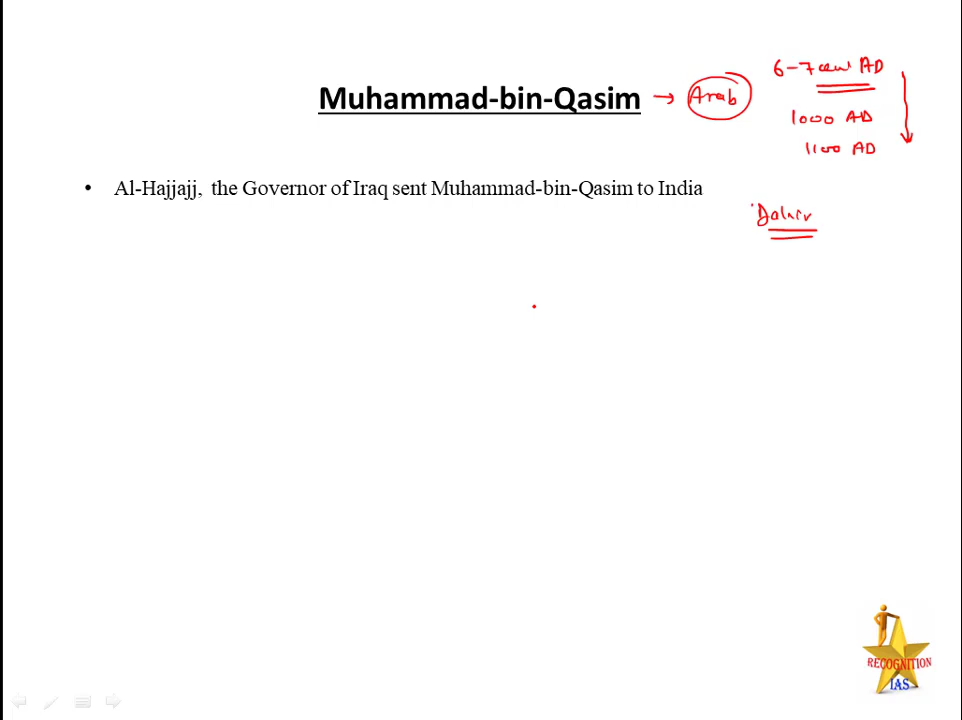 6-7 cent AD
Muhammad-bin-Qasim → Arab
1000 AD
1100 AD
• Al-Hajjajj, the Governor of Iraq sent Muhammad-bin-Qasim to India
Dahir
RECOGNITION
IAS